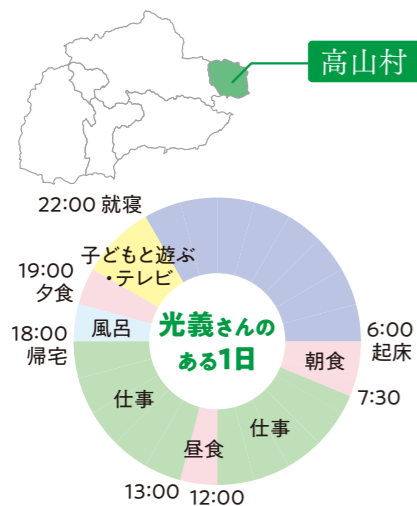 高山村
22:00 就寝
子どもと遊ぶ
・テレビ
19:00
夕食
風呂
18:00
帰宅
光義さんの
ある1日
6:00
起床
朝食
7:30
仕事
仕事
昼食
13:00
12:00